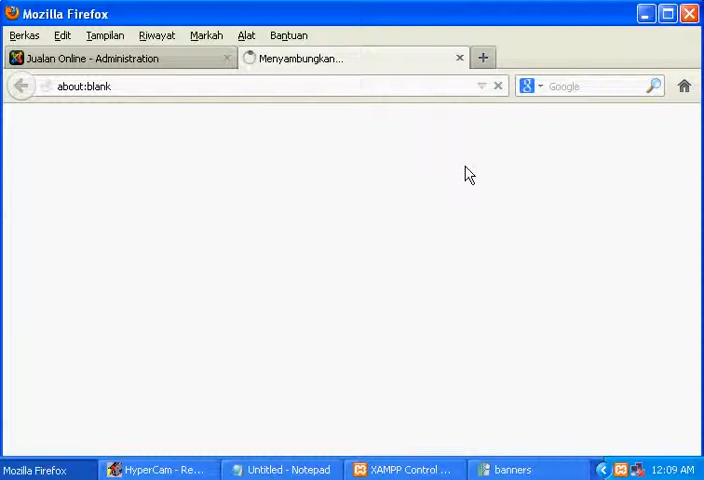 Mozilla Firefox
Berkas Edit Tampilan Riwayat Markah Alat Bantuan
Jualan Online - Administration Menyambungkan...
about:blank Google
Mozilla Firefox HyperCam - Re... Untitled - Notepad XAMPP Control ... banners 12:09 AM